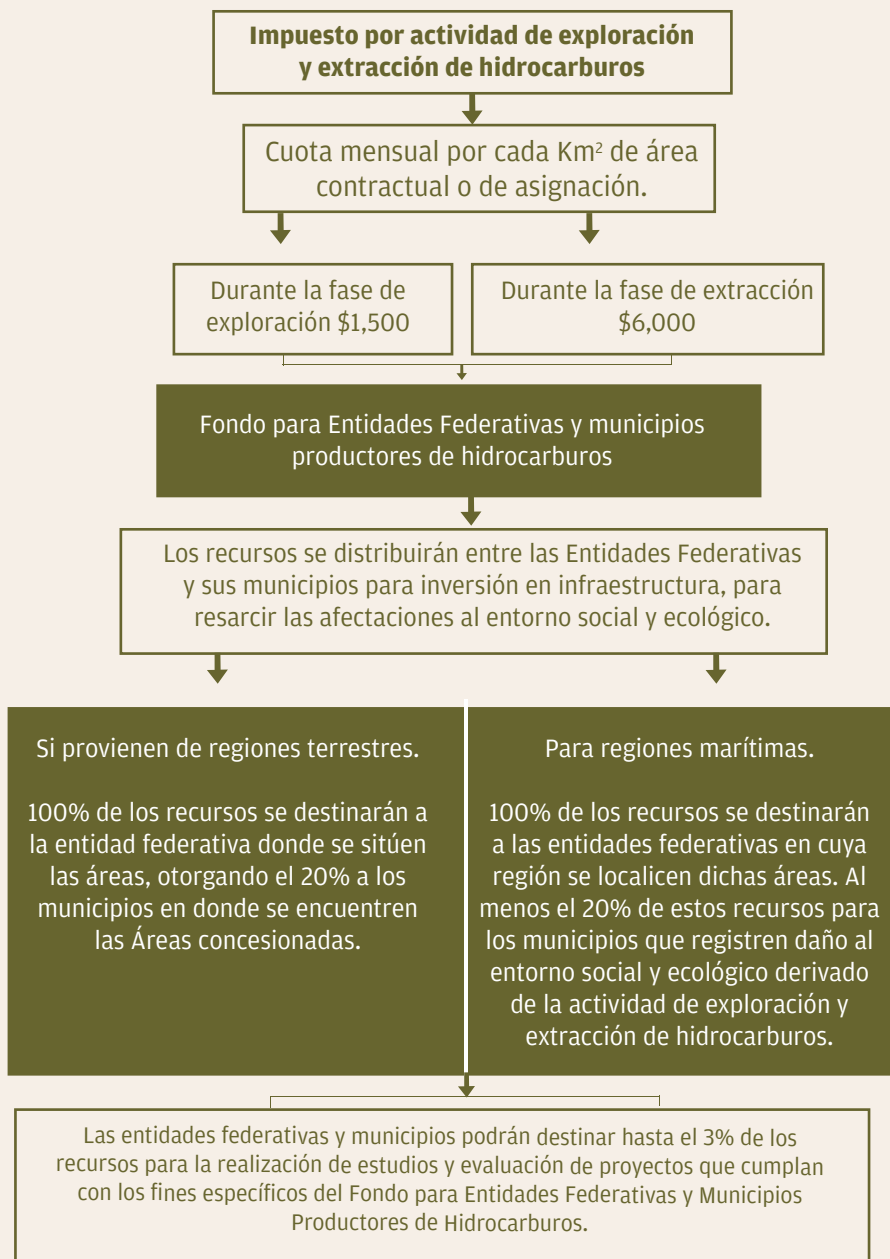 Impuesto por actividad de exploración
y extracción de hidrocarburos
Cuota mensual por cada Km² de área
contractual o de asignación.
Durante la fase de
exploración $1,500
Durante la fase de extracción
$6,000
Fondo para Entidades Federativas y municipios
productores de hidrocarburos
Los recursos se distribuirán entre las Entidades Federativas
y sus municipios para inversión en infraestructura, para
resarcir las afectaciones al entorno social y ecológico.
Si provienen de regiones terrestres.
100% de los recursos se destinarán a
la entidad federativa donde se sitúen
las áreas, otorgando el 20% a los
municipios en donde se encuentren
las Áreas concesionadas.
Para regiones marítimas.
100% de los recursos se destinarán
a las entidades federativas en cuya
región se localicen dichas áreas. Al
menos el 20% de estos recursos para
los municipios que registren daño al
entorno social y ecológico derivado
de la actividad de exploración y
extracción de hidrocarburos.
Las entidades federativas y municipios podrán destinar hasta el 3% de los
recursos para la realización de estudios y evaluación de proyectos que cumplan
con los fines específicos del Fondo para Entidades Federativas y Municipios
Productores de Hidrocarburos.